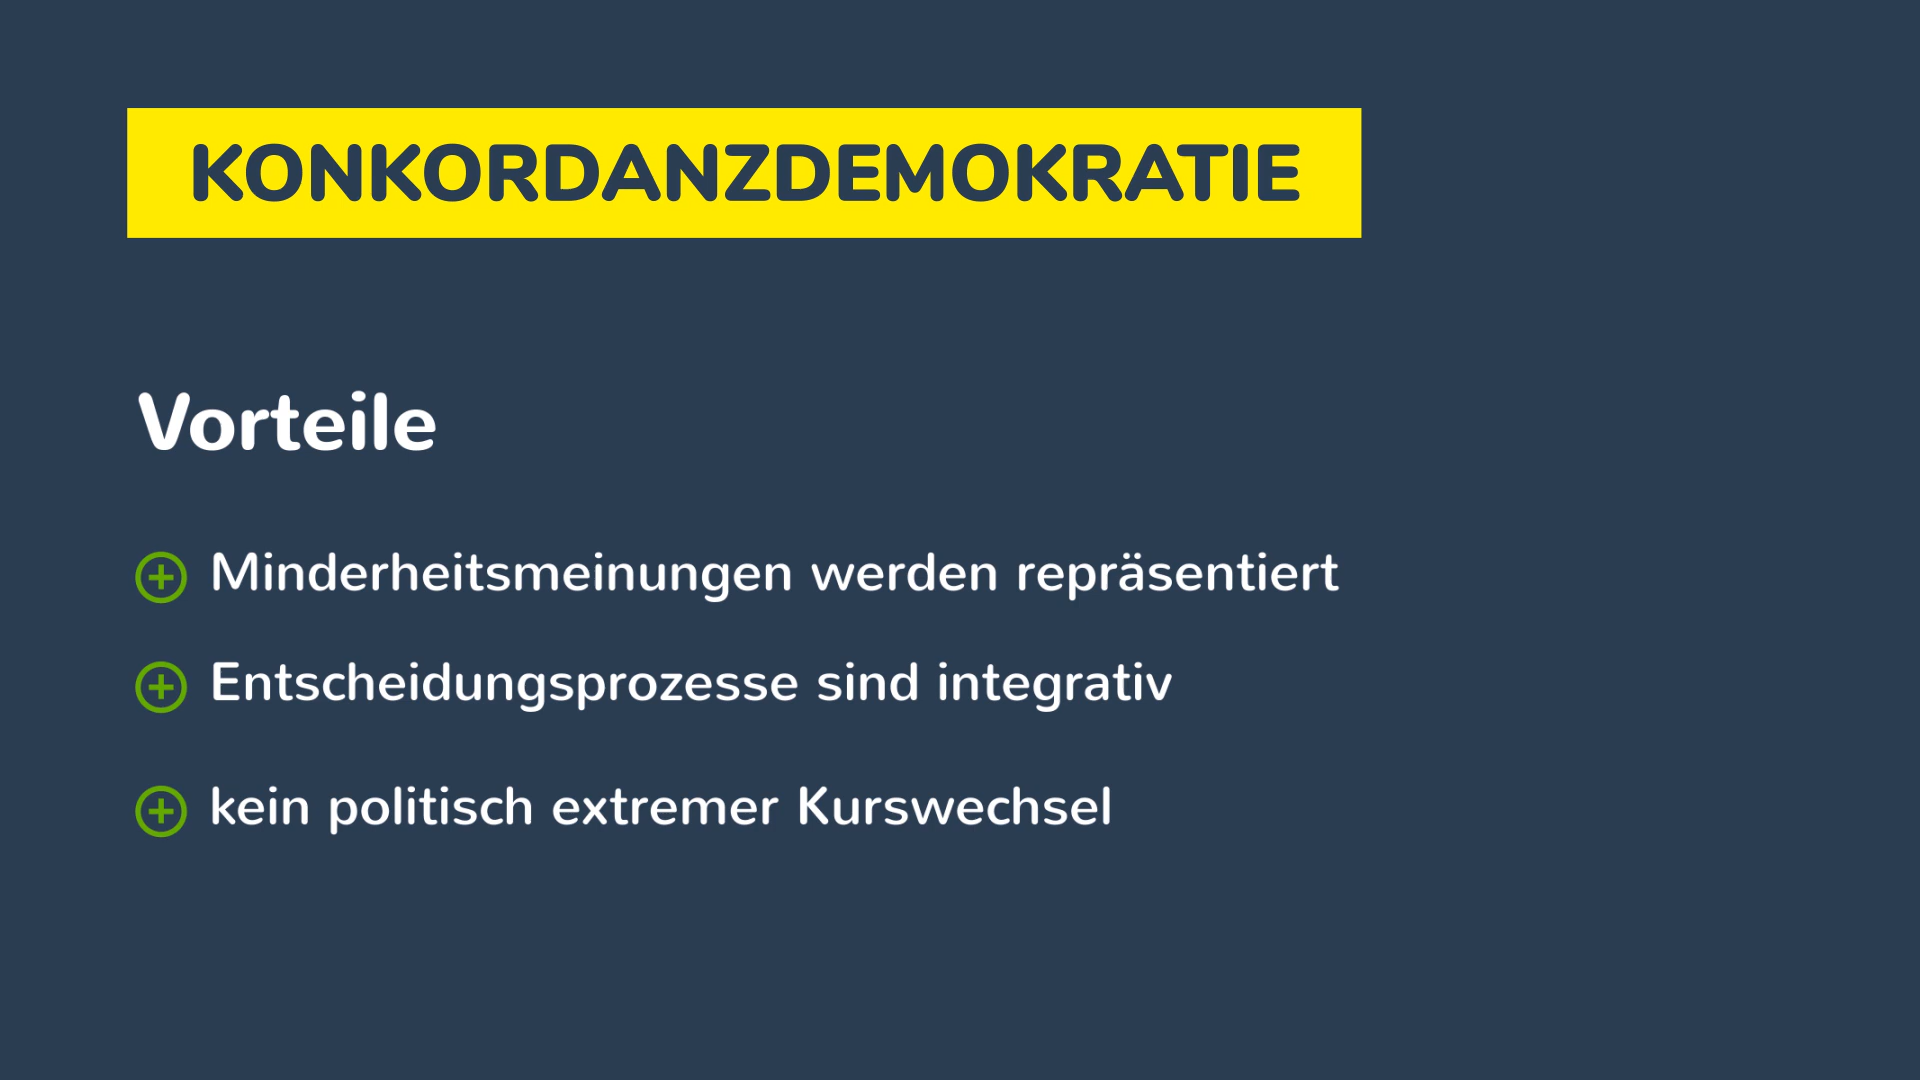 KONKORDANZDEMOKRATIE
Vorteile
Minderheitsmeinungen werden repräsentiert
Entscheidungsprozesse sind integrativ
kein politisch extremer Kurswechsel